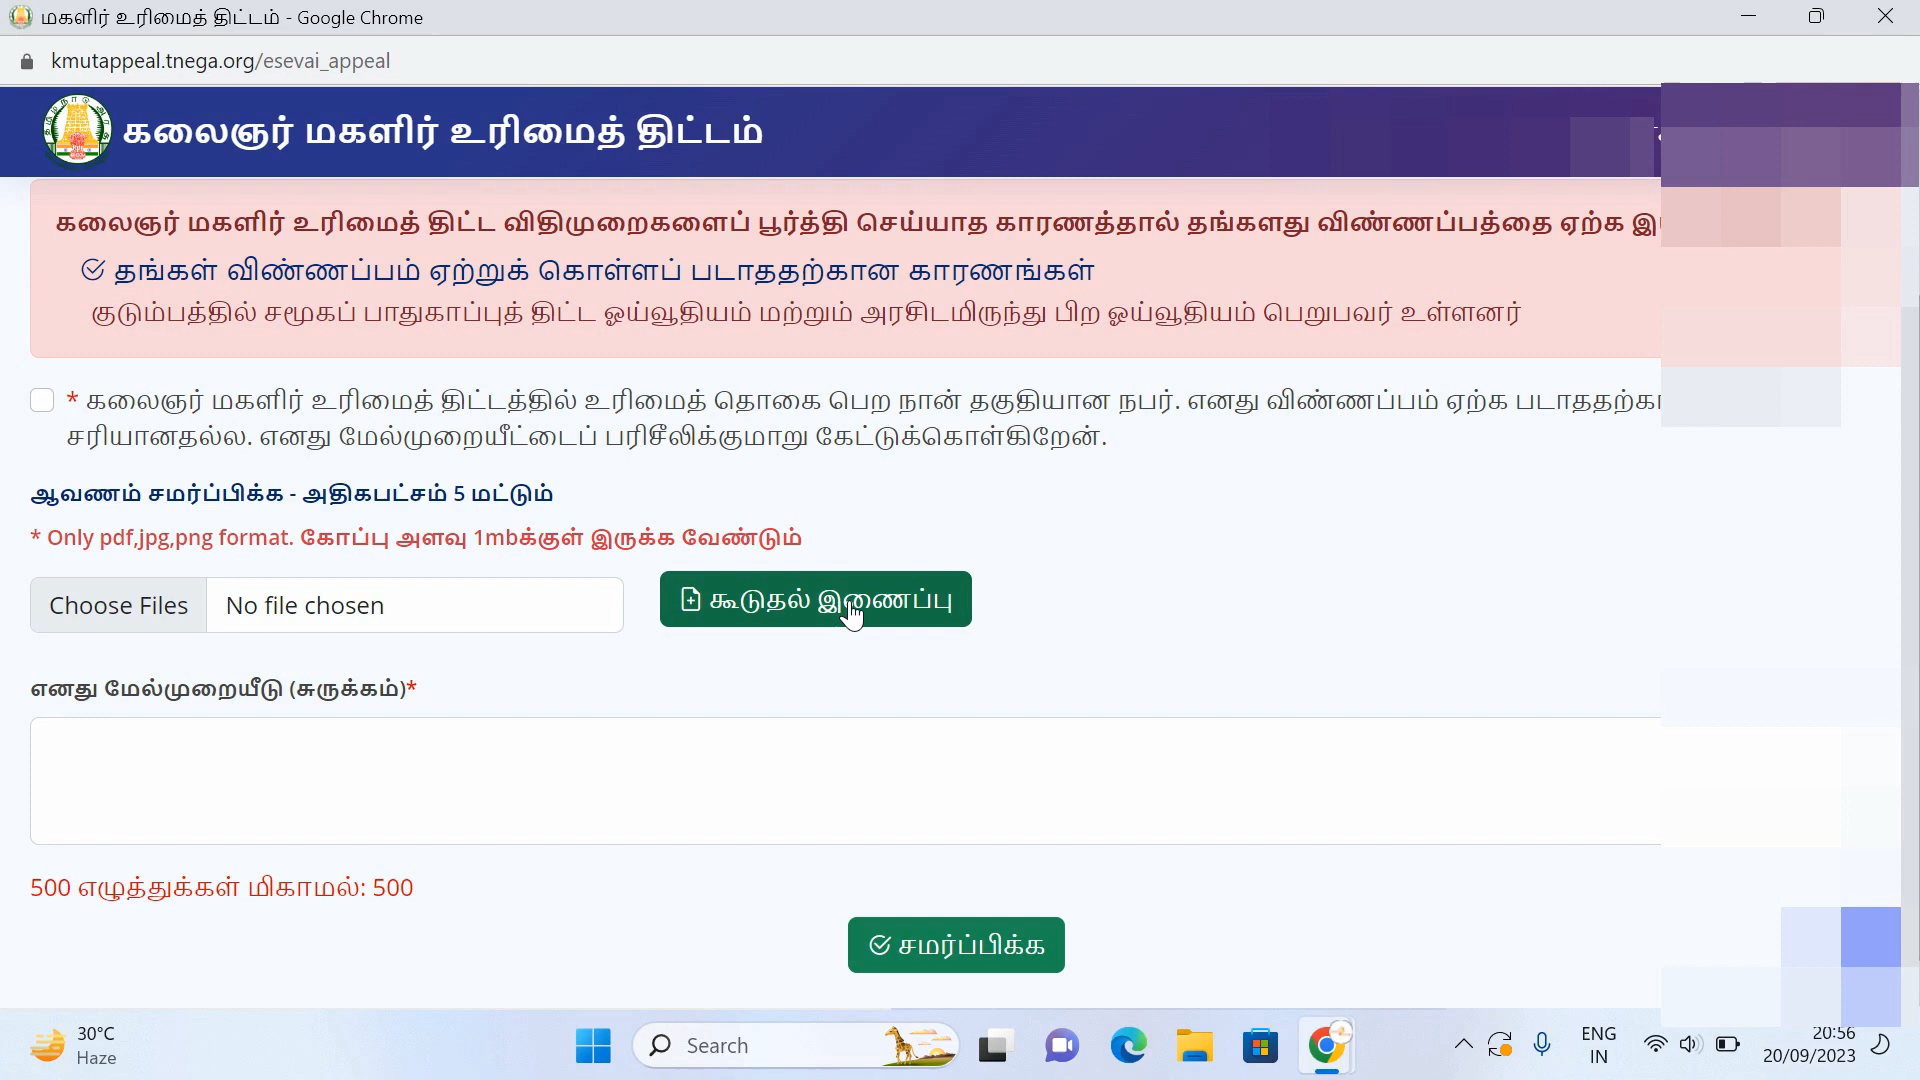 மகளிர் உரிமைத் திட்டம் - Google Chrome
kmutappeal.tnega.org/esevai_appeal
கலைஞர் மகளிர் உரிமைத் திட்டம்
கலைஞர் மகளிர் உரிமைத் திட்ட விதிமுறைகளைப் பூர்த்தி செய்யாத காரணத்தால் தங்களது விண்ணப்பத்தை ஏற்க
தங்கள் விண்ணப்பம் ஏற்றுக் கொள்ளப் படாததற்கான காரணங்கள்
குடும்பத்தில் சமூகப் பாதுகாப்புத் திட்ட ஓய்வூதியம் மற்றும் அரசிடமிருந்து பிற ஓய்வூதியம் பெறுபவர் உள்ளனர்
* கலைஞர் மகளிர் உரிமைத் திட்டத்தில் உரிமைத் தொகை பெற நான் தகுதியான நபர். எனது விண்ணப்பம் ஏற்க
சரியானதல்ல. எனது மேல்முறையீட்டைப் பரிசீலிக்குமாறு கேட்டுக்கொள்கிறேன்.
ஆவணம் சமர்ப்பிக்க - அதிகபட்சம் 5 மட்டும்
* Only pdf,jpg,png format. கோப்பு அளவு 1mbக்குள் இருக்க வேண்டும்
Choose Files No file chosen
கூடுதல் இணைப்பு
எனது மேல்முறையீடு (சுருக்கம்)*
500 எழுத்துக்கள் மிகாமல்: 500
சமர்ப்பிக்க
30°C
Haze
Search
ENG
IN
20:56
20/09/2023